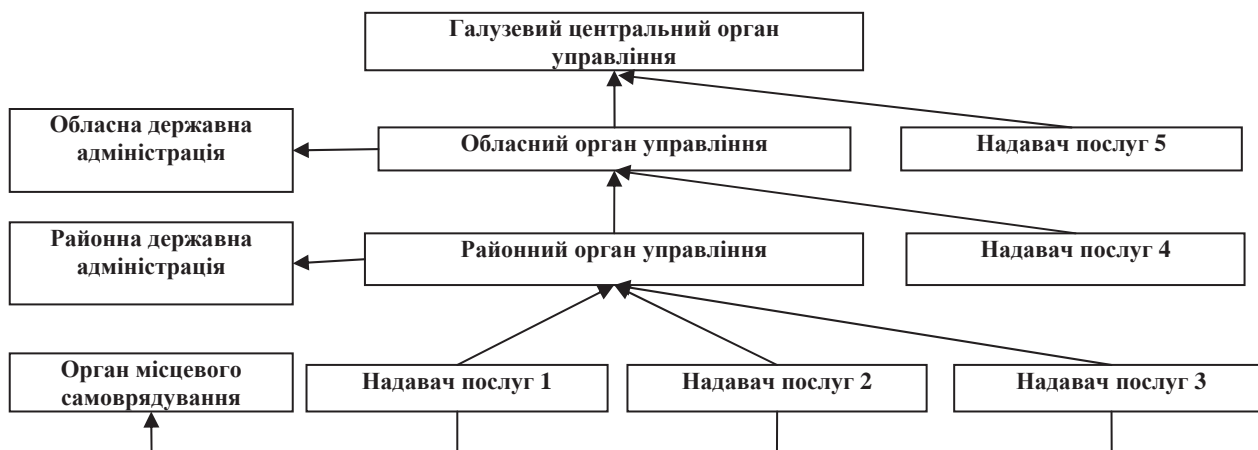 Галузевий центральний орган
управління
Обласна державна
адміністрація
Обласний орган управління
Надавач послуг 5
Районна державна
адміністрація
Районний орган управління
Надавач послуг 4
Орган місцевого
самоврядування
Надавач послуг 1
Надавач послуг 2
Надавач послуг 3